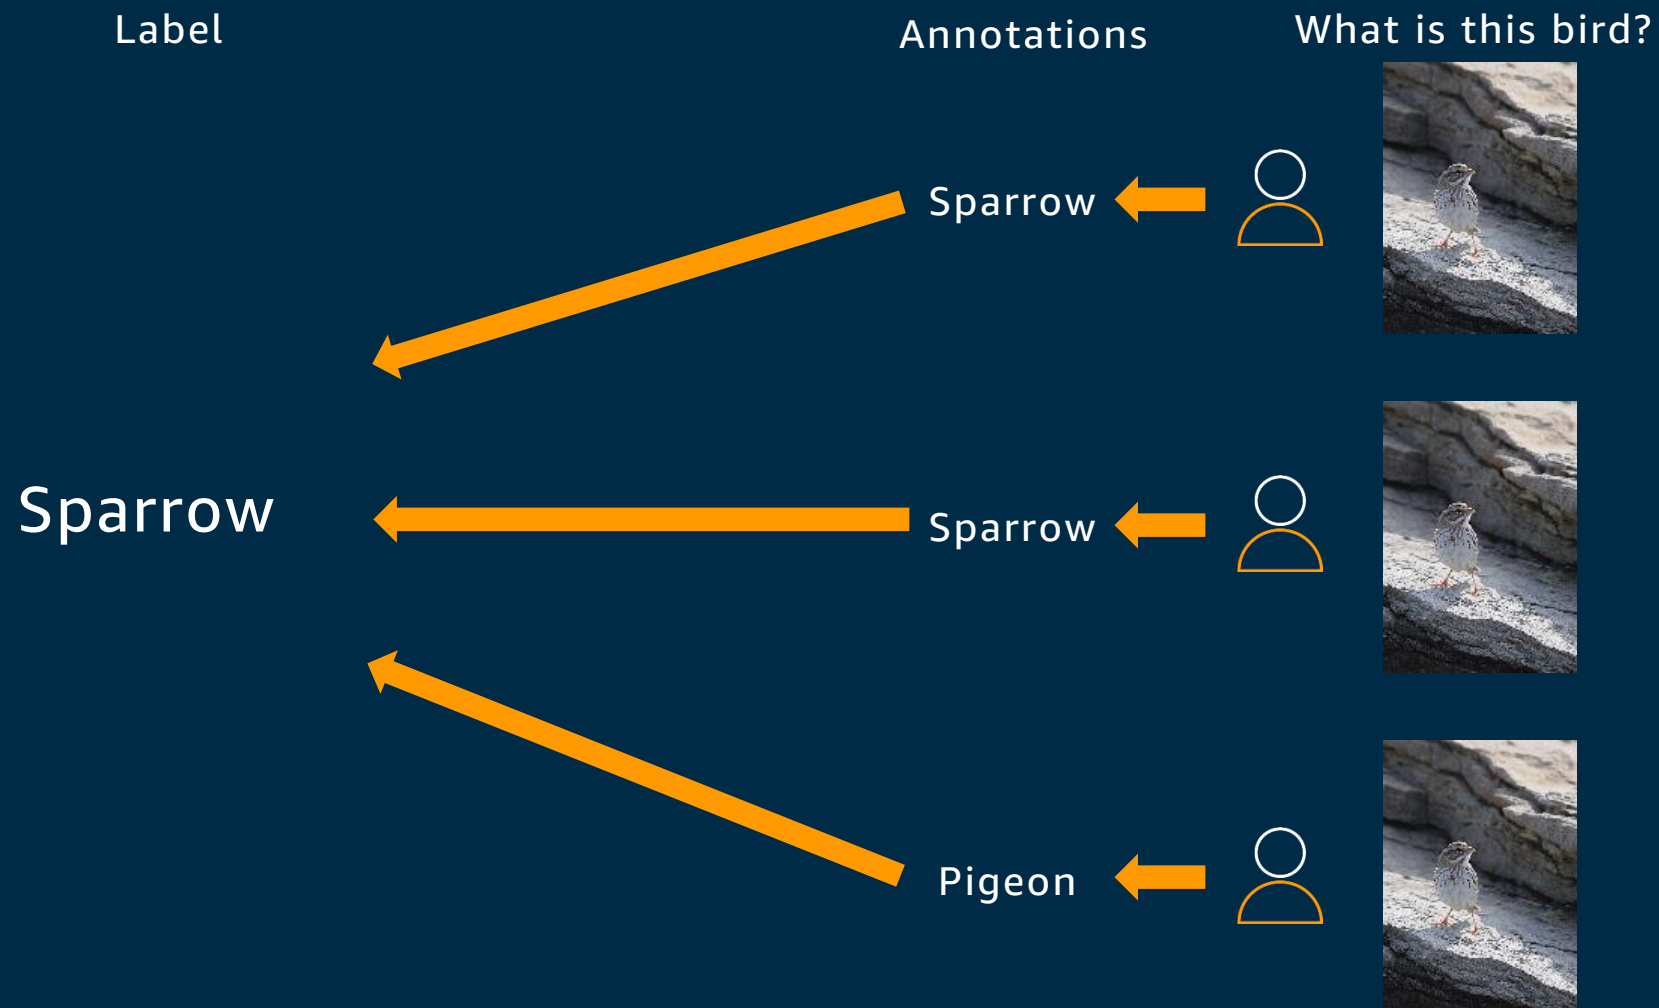 Label
Annotations
What is this bird?
Sparrow
Sparrow
Sparrow
Pigeon